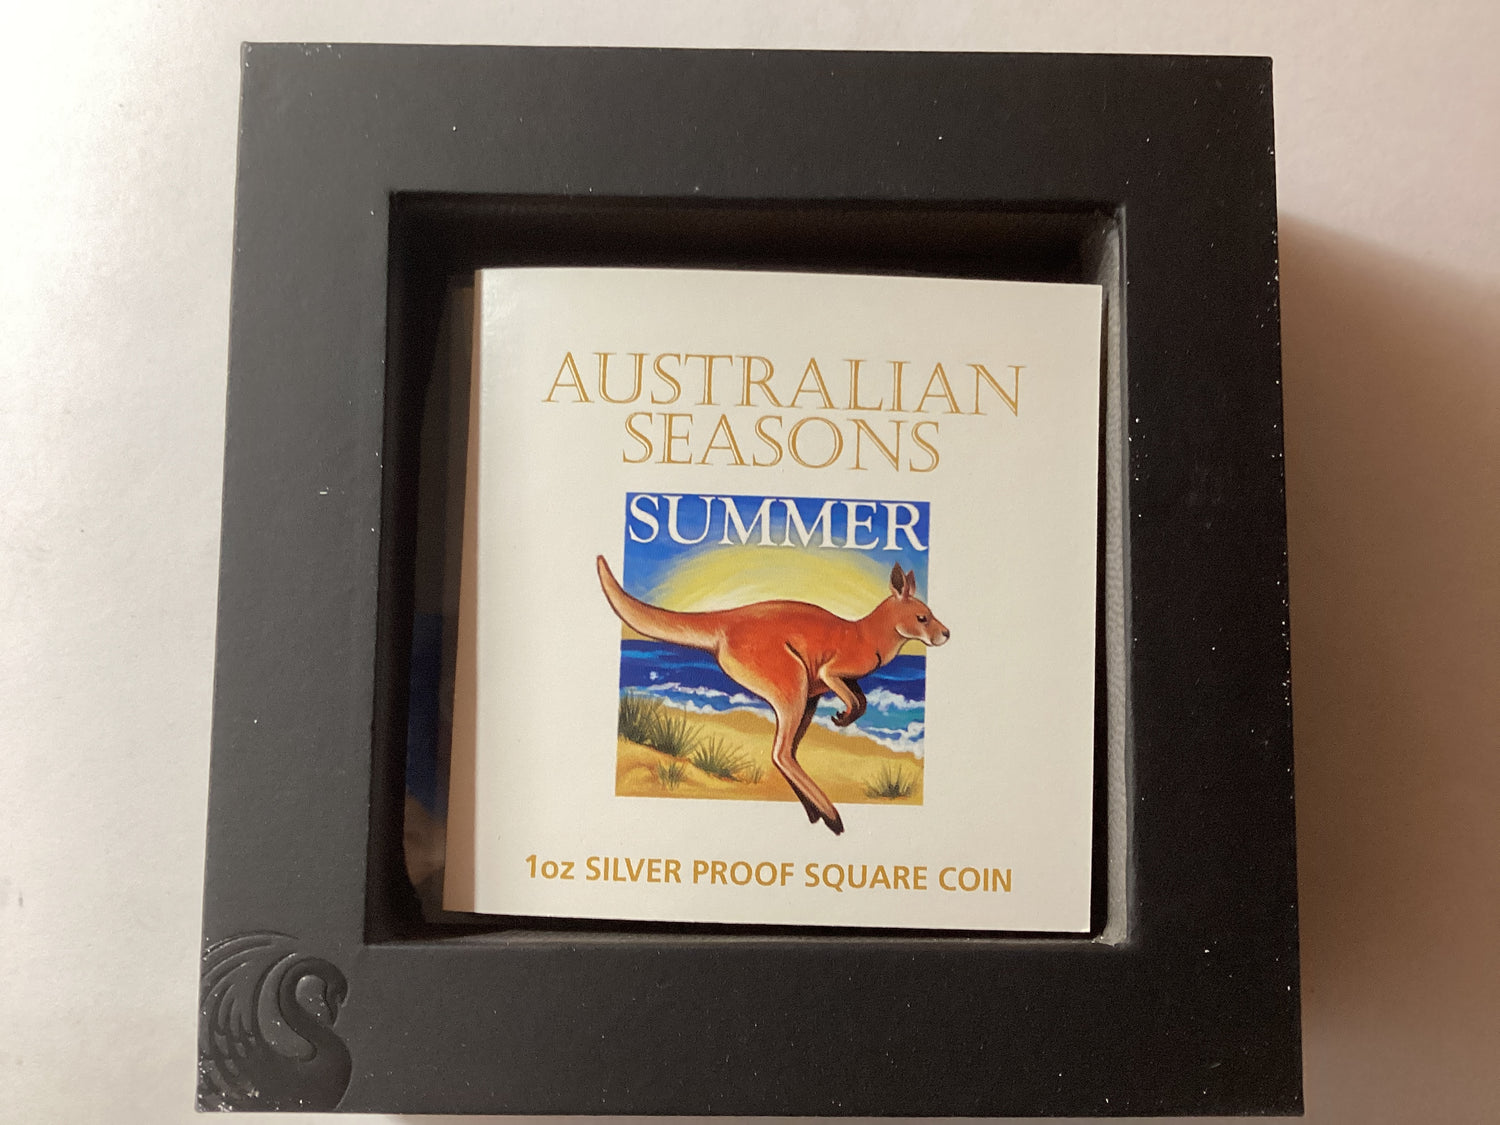 AUSTRALIAN
SEASONS
SUMMER
1oz SILVER PROOF SQUARE COIN